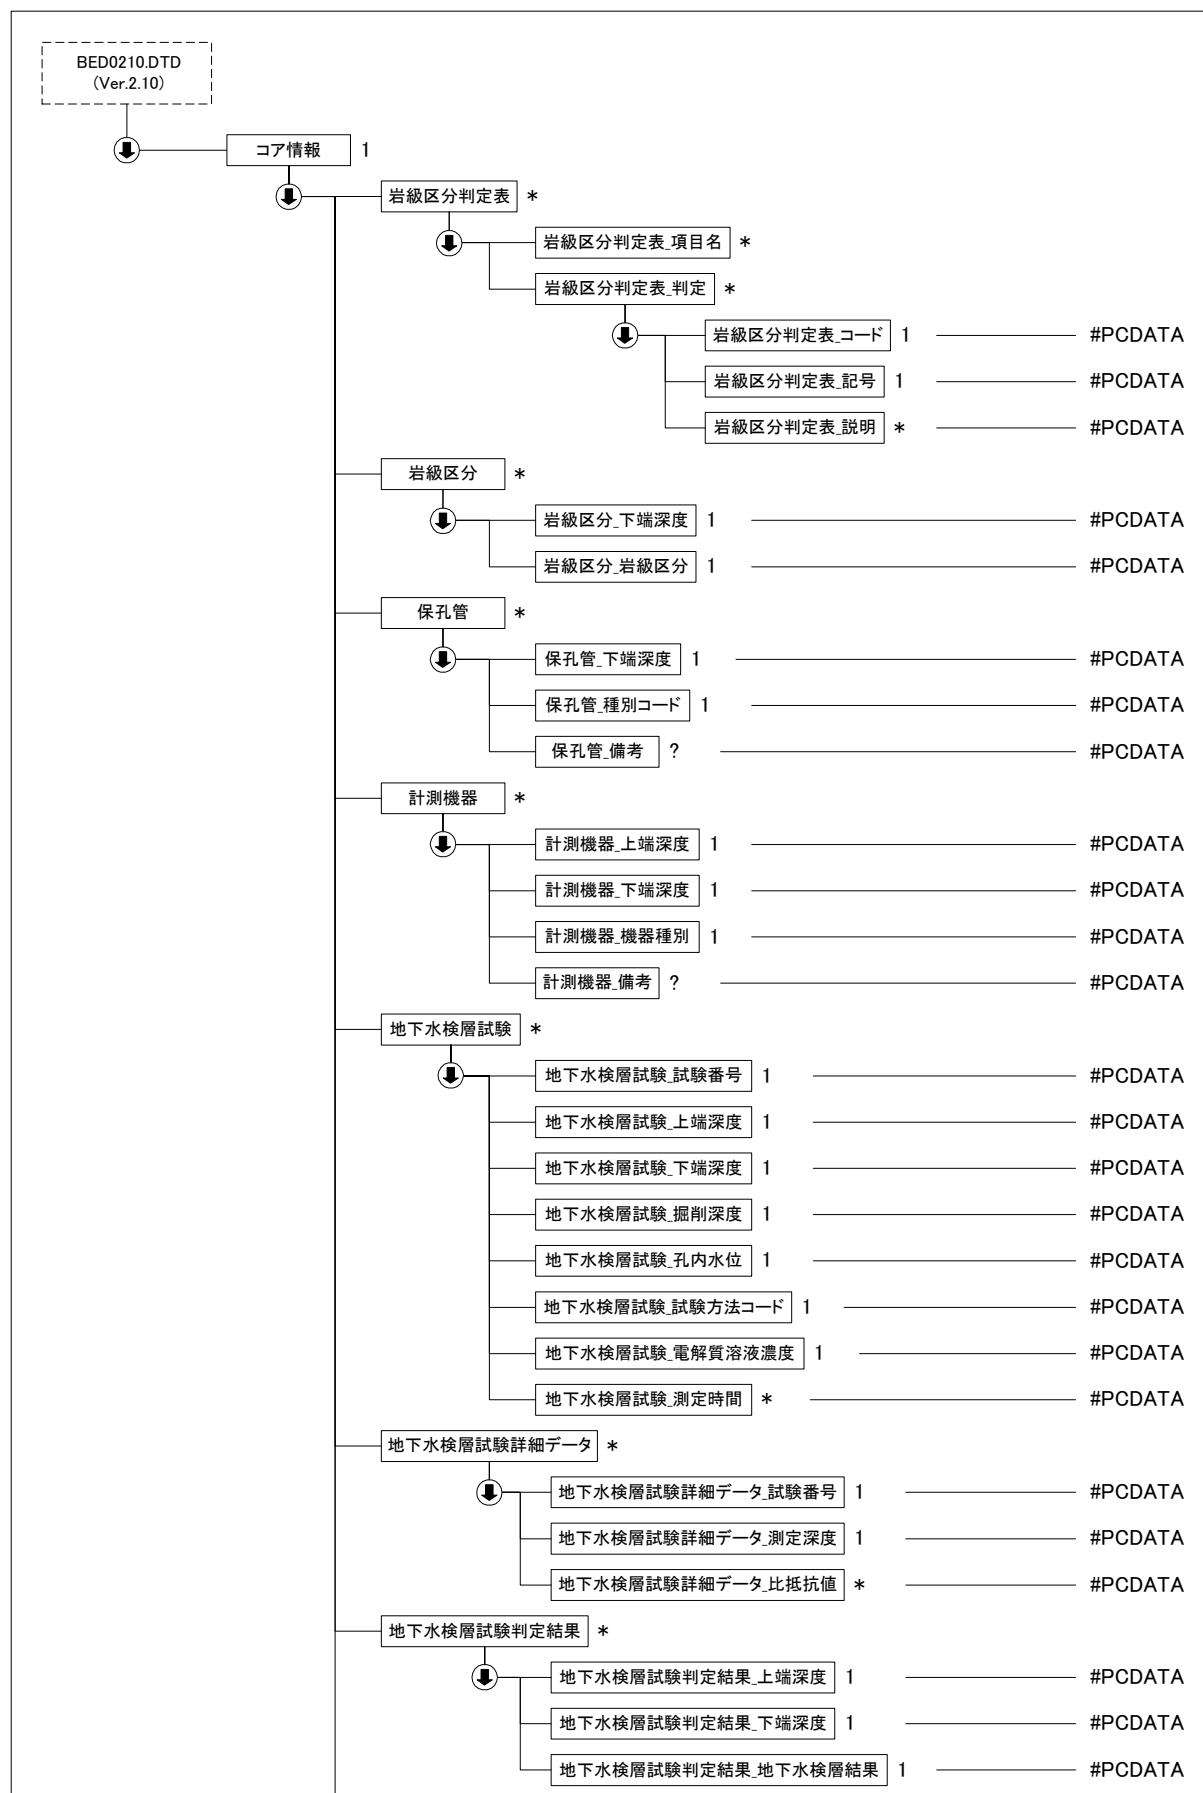 BED0210.DTD
(Ver.2.10)
コア情報 1
岩級区分判定表 *
岩級区分判定表_項目名 *
岩級区分判定表_判定 *
岩級区分判定表_コード 1 #PCDATA
岩級区分判定表_記号 1 #PCDATA
岩級区分判定表_説明 * #PCDATA
岩級区分 *
岩級区分_下端深度 1 #PCDATA
岩級区分_岩級区分 1 #PCDATA
保孔管 *
保孔管_下端深度 1 #PCDATA
保孔管_種別コード 1 #PCDATA
保孔管_備考 ? #PCDATA
計測機器 *
計測機器_上端深度 1 #PCDATA
計測機器_下端深度 1 #PCDATA
計測機器_機器種別 1 #PCDATA
計測機器_備考 ? #PCDATA
地下水検層試験 *
地下水検層試験_試験番号 1 #PCDATA
地下水検層試験_上端深度 1 #PCDATA
地下水検層試験_下端深度 1 #PCDATA
地下水検層試験_掘削深度 1 #PCDATA
地下水検層試験_孔内水位 1 #PCDATA
地下水検層試験_試験方法コード 1 #PCDATA
地下水検層試験_電解質溶液濃度 1 #PCDATA
地下水検層試験_測定時間 * #PCDATA
地下水検層試験詳細データ *
地下水検層試験詳細データ_試験番号 1 #PCDATA
地下水検層試験詳細データ_測定深度 1 #PCDATA
地下水検層試験詳細データ_比抵抗値 * #PCDATA
地下水検層試験判定結果 *
地下水検層試験判定結果_上端深度 1 #PCDATA
地下水検層試験判定結果_下端深度 1 #PCDATA
地下水検層試験判定結果_地下水検層結果 1 #PCDATA